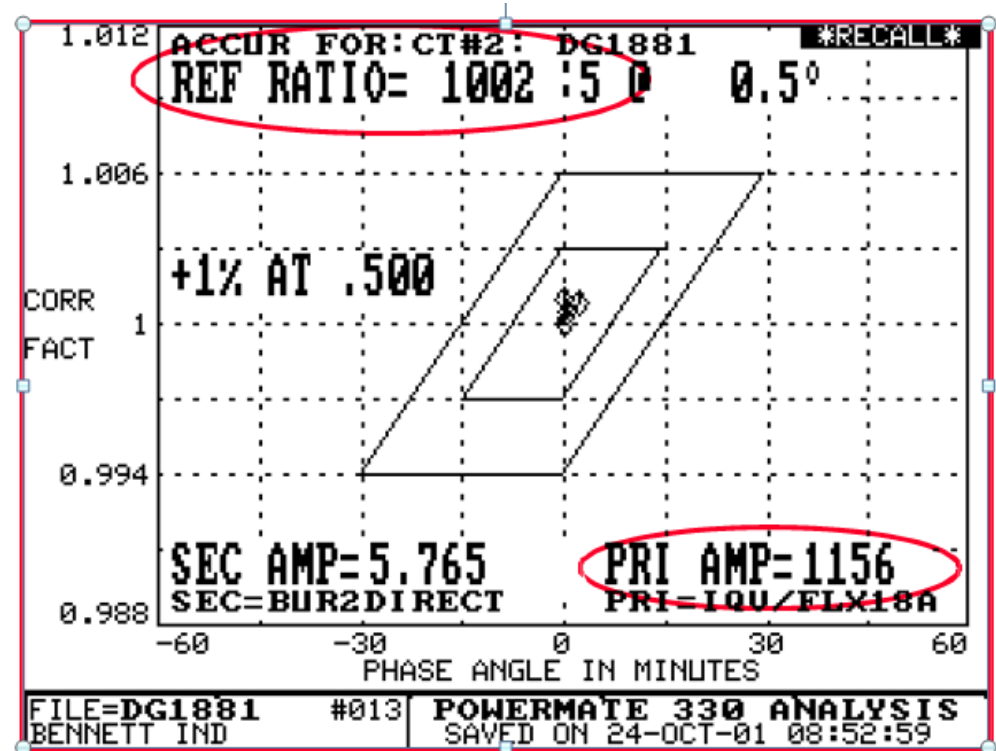 1.012
ACCUR FOR:CT#2: DG1881
*RECALL*
REF RATIO= 1002 :5 @ 0.5°
1.006
+1% AT .500
CORR
1
FACT
0.994
SEC AMP=5.765
PRI AMP=1156
SEC=BUR2DIRECT
PRI=IQV/FLX18A
0.988
-60 -30 0 30 60
PHASE ANGLE IN MINUTES
FILE=DG1881 #013
POWERMATE 330 ANALYSIS
BENNETT IND
SAVED ON 24-OCT-01 08:52:59